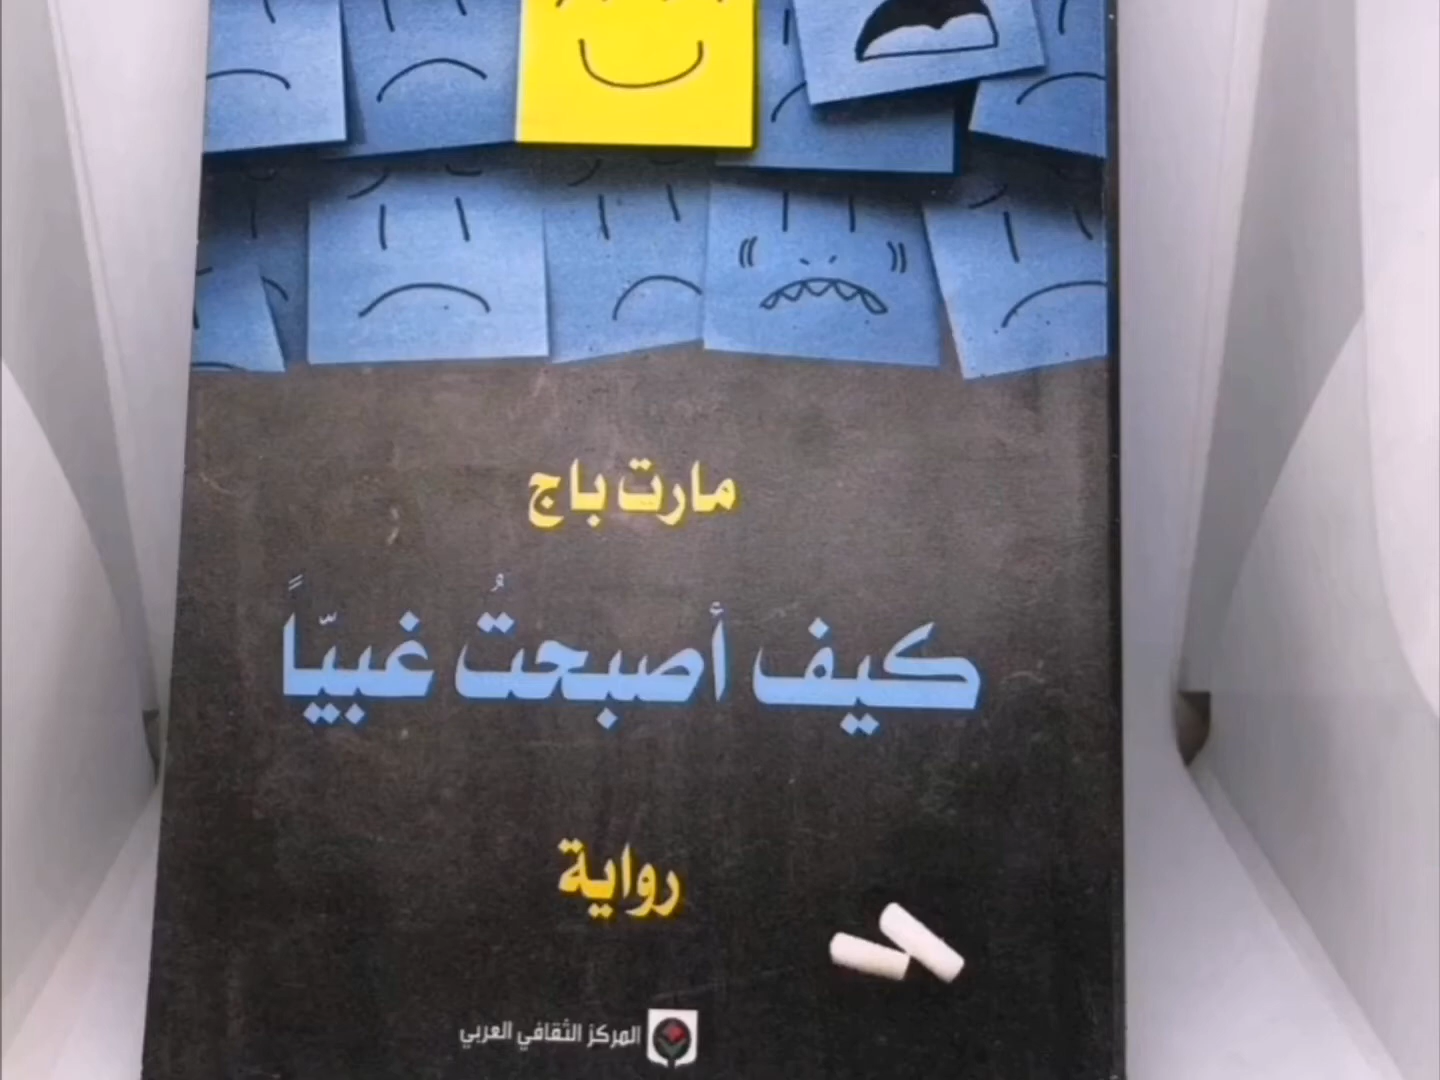 مارت باج
كيف أصبحتُ غبيّاً
رواية
المركز الثقافي العربي